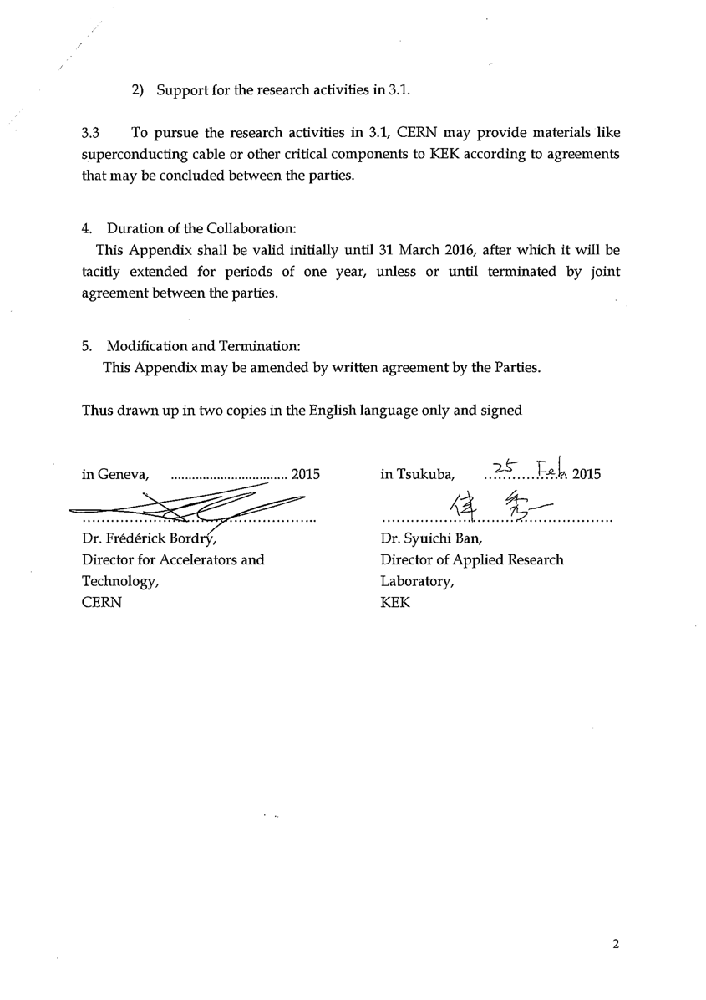 2) Support for the research activities in 3.1.
3.3 To pursue the research activities in 3.1, CERN may provide materials like
superconducting cable or other critical components to KEK according to agreements
that may be concluded between the parties.
4. Duration of the Collaboration:
This Appendix shall be valid initially until 31 March 2016, after which it will be
tacitly extended for periods of one year, unless or until terminated by joint
agreement between the parties.
5. Modification and Termination:
This Appendix may be amended by written agreement by the Parties.
Thus drawn up in two copies in the English language only and signed
in Geneva, ................................. 2015
in Tsukuba, 25 Feb. 2015
Dr. Frédérick Bordry,
Director for Accelerators and
Technology,
CERN
伴 秀一
Dr. Syuichi Ban,
Director of Applied Research
Laboratory,
KEK
2